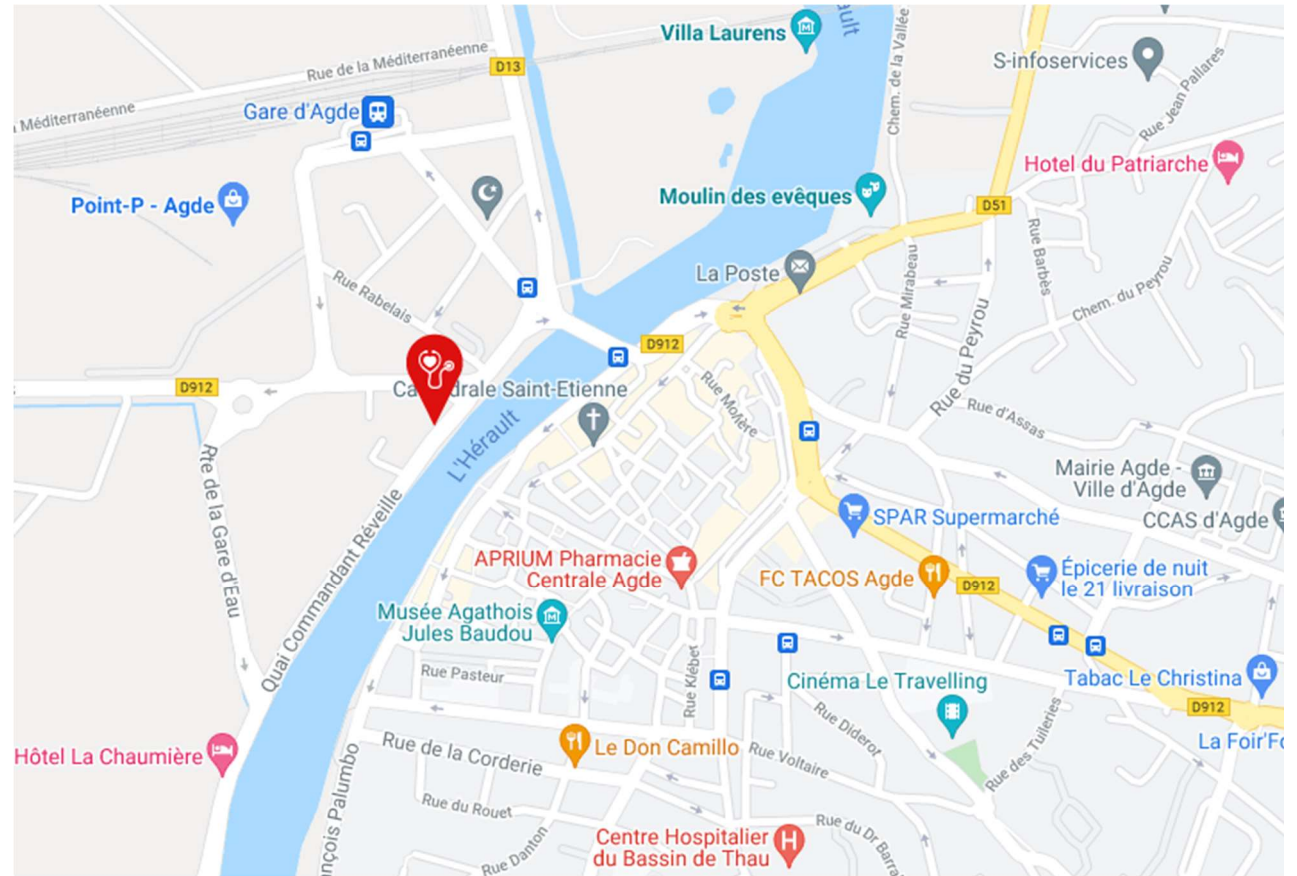 Villa Laurens
S-infoservices
Rue de la Méditerranéenne
D13
Chem. de la Vallée
Rue Jean Pallares
Gare d'Agde
Méditerranéenne
Hotel du Patriarche
Point-P - Agde
Moulin des evêques
D51
La Poste
Rue Barbès
Rue Mirabeau
Rue Rabelais
Chem. du Peyrou
D912
Rue du Peyrou
D912
Saint-Etienne
Rue Molière
Rue d'Assas
L'Hérault
Mairie Agde -
Ville d'Agde
Rte de la Gare d'Eau
Quai Commandant Réveille
SPAR Supermarché
CCAS d'Agde
APRIUM Pharmacie
Centrale Agde
FC TACOS Agde
D912
Épicerie de nuit
le 21 livraison
Musée Agathois
Jules Baudou
Rue Pasteur
Rue Kléber
Cinéma Le Travelling
Tabac Le Christina
D912
Rue Diderot
Rue des Tuileries
Hôtel La Chaumière
Rue de la Corderie
Le Don Camillo
Rue Voltaire
La Foir'Fo
Palumbo
Rue du Rouet
Rue Danton
Centre Hospitalier
du Bassin de Thau
H
Rue du Dr Barra